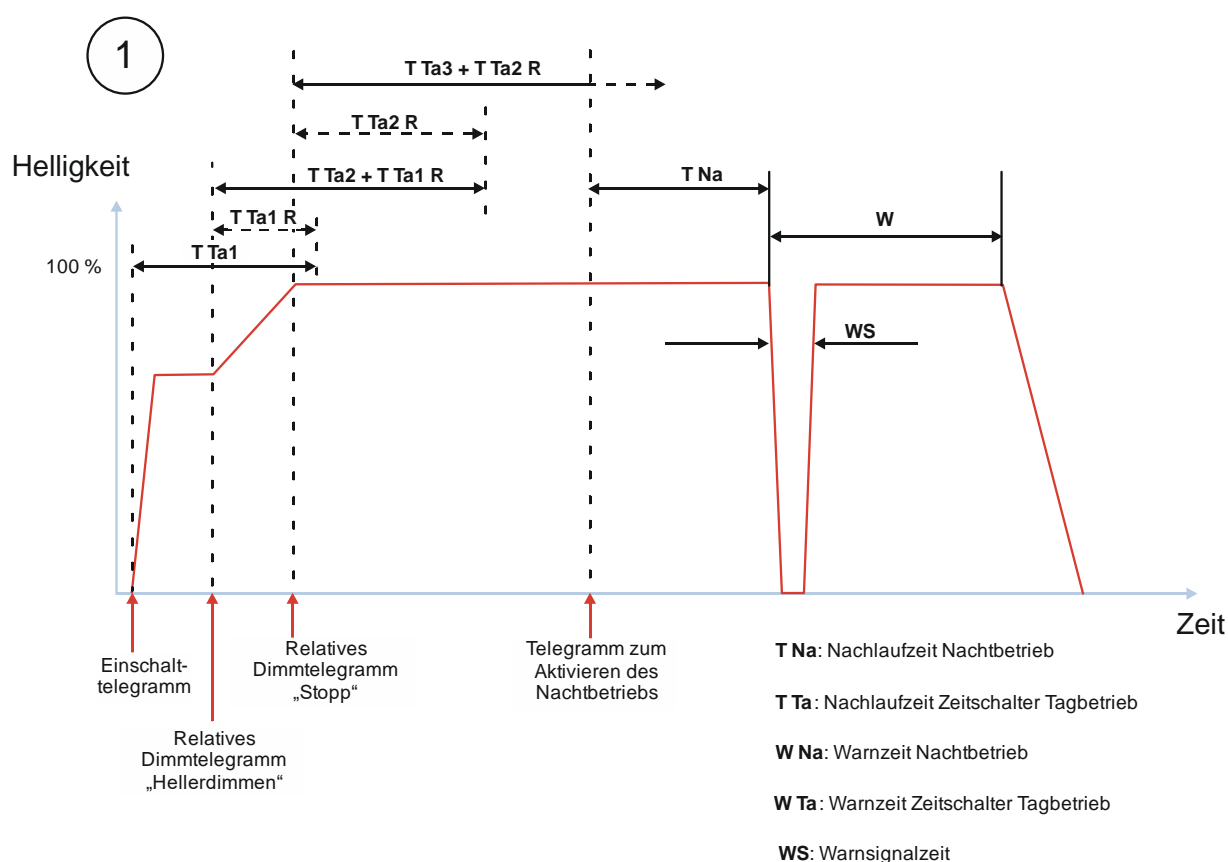 1
T Ta3 + T Ta2 R
T Ta2 R
Helligkeit
T Ta2 + T Ta1 R
T Na
T Ta1 R
W
T Ta1
100 %
WS
Zeit
Einschalt-
telegramm
Relatives
Dimmtelegramm
„Hellerdimmen“
Relatives
Dimmtelegramm
„Stopp“
Telegramm zum
Aktivieren des
Nachtbetriebs
T Na: Nachlaufzeit Nachtbetrieb
T Ta: Nachlaufzeit Zeitschalter Tagbetrieb
W Na: Warnzeit Nachtbetrieb
W Ta: Warnzeit Zeitschalter Tagbetrieb
WS: Warnsignalzeit